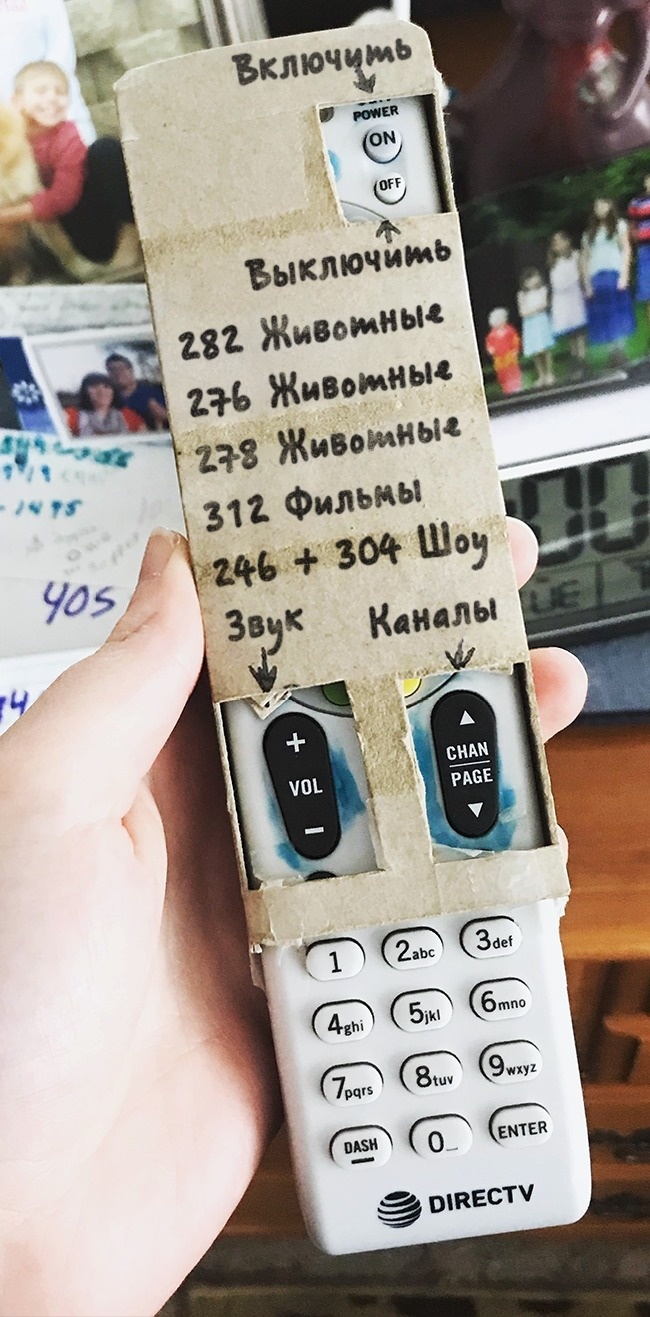 Включить
POWER
ON
OFF
Выключить
282 Животные
276 Животные
278 Животные
312 Фильмы
246 + 304 Шоу
Звук Каналы
+
VOL
−
CHAN
PAGE
1 2abc 3def
4ghi 5jkl 6mno
7pqrs 8tuv 9wxyz
DASH 0_ ENTER
DIRECTV
405